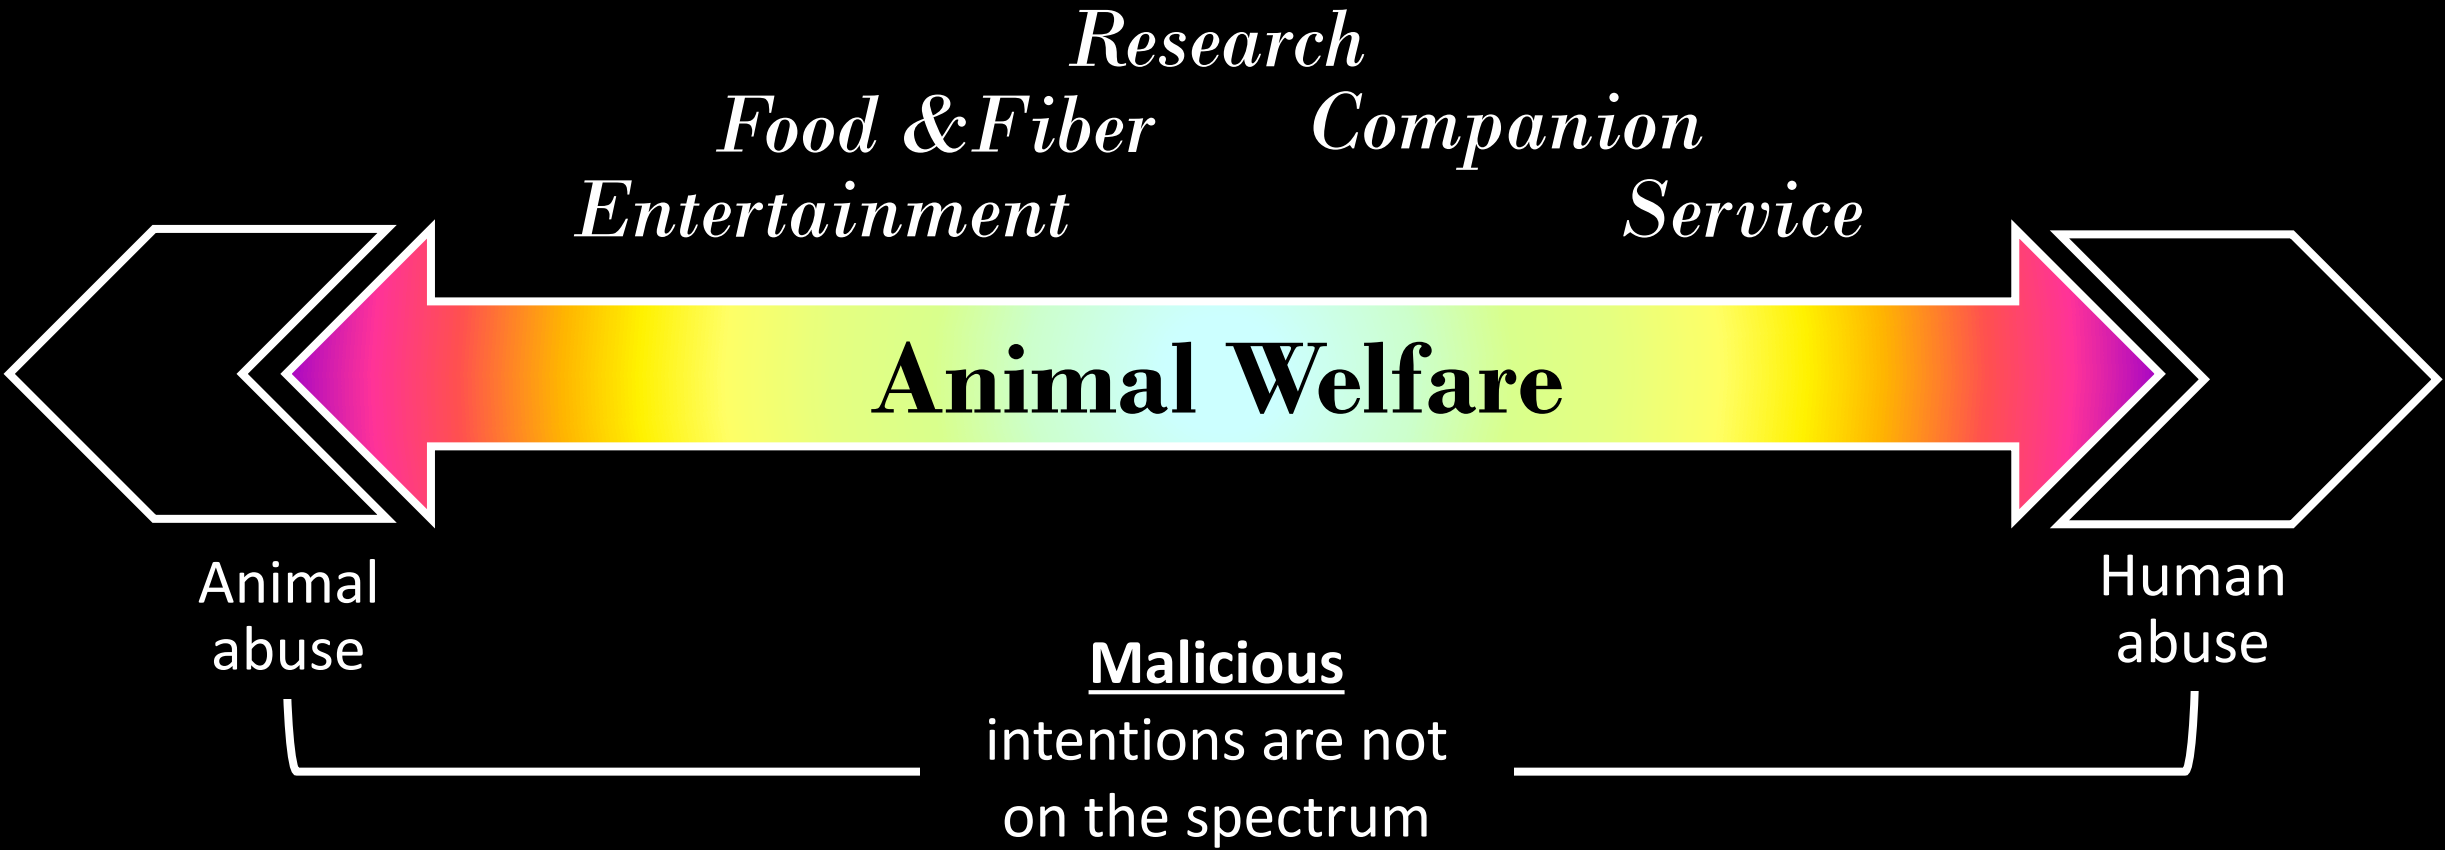 Research
Food &Fiber
Companion
Entertainment
Service
Animal Welfare
Animal
abuse
Human
abuse
Malicious
intentions are not
on the spectrum